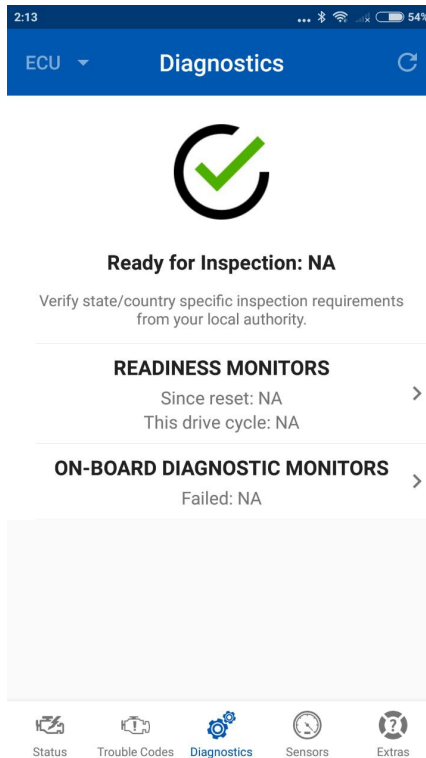 2:13
54%
ECU
Diagnostics
Ready for Inspection: NA
Verify state/country specific inspection requirements
from your local authority.
READINESS MONITORS
Since reset: NA
This drive cycle: NA
ON-BOARD DIAGNOSTIC MONITORS
Failed: NA
Status
Trouble Codes
Diagnostics
Sensors
Extras